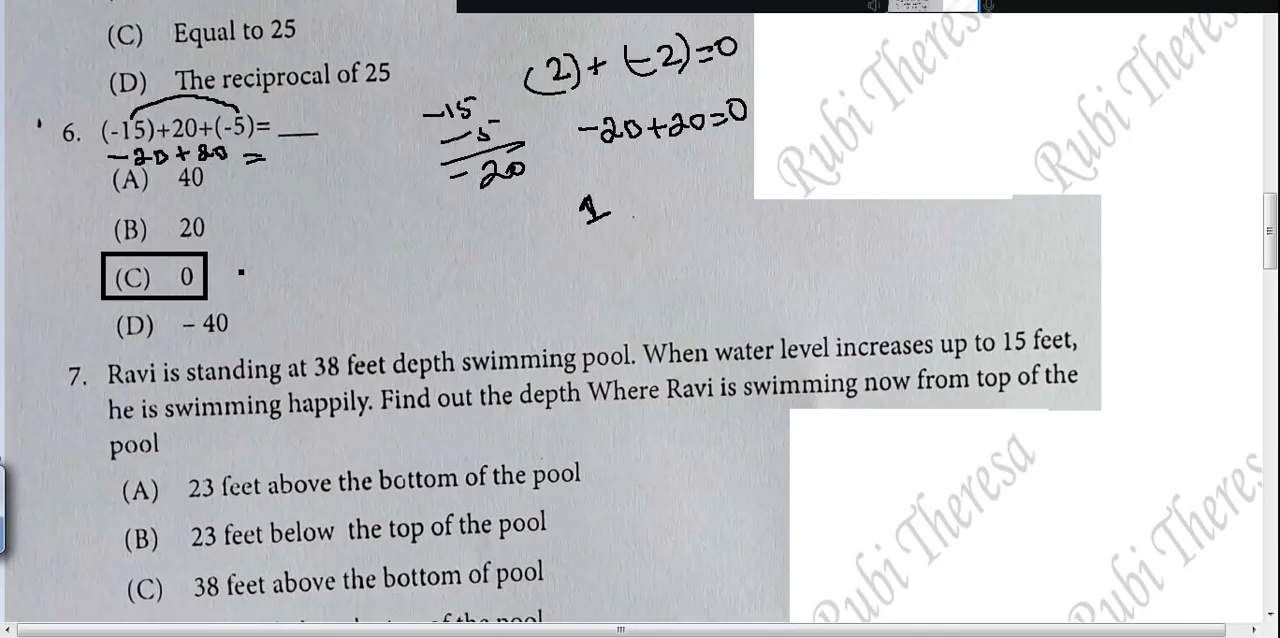 (C) Equal to 25
(D) The reciprocal of 25
6. (-15)+20+(-5)= ___
-20+20 =
(A) 40
(B) 20
(C) 0
(D) - 40
(2)+(-2)=0
-15
-5
-20
-20+20=0
1
7. Ravi is standing at 38 feet depth swimming pool. When water level increases up to 15 feet,
he is swimming happily. Find out the depth Where Ravi is swimming now from top of the
pool
(A) 23 feet above the bottom of the pool
(B) 23 feet below the top of the pool
(C) 38 feet above the bottom of pool
of the pool
Rubi Theresa
Rubi Theresa
Rubi Theresa
Rubi Theres